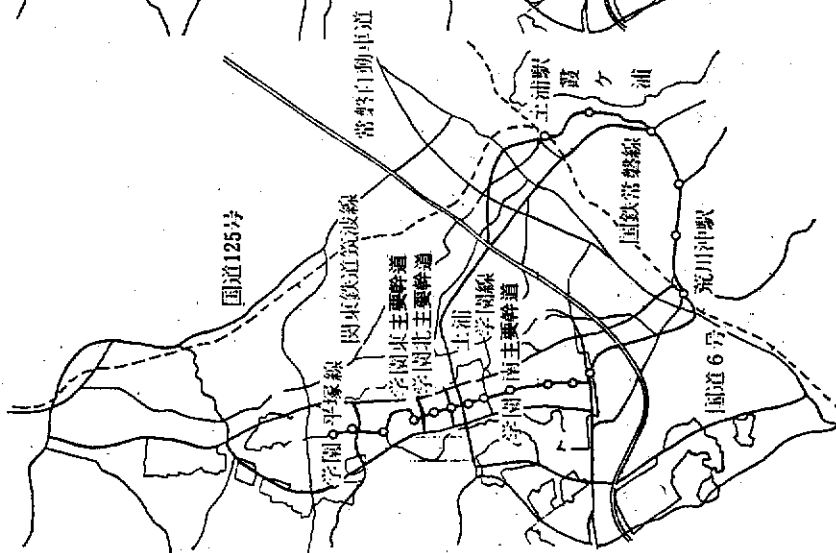 常磐自動車道
土浦駅
霞ヶ浦
国道125号
関東鉄道筑波線
国鉄常磐線
荒川沖駅
学園東主要幹道
学園北主要幹道
土浦学園線
学園平塚線
学園南主要幹道
国道6号